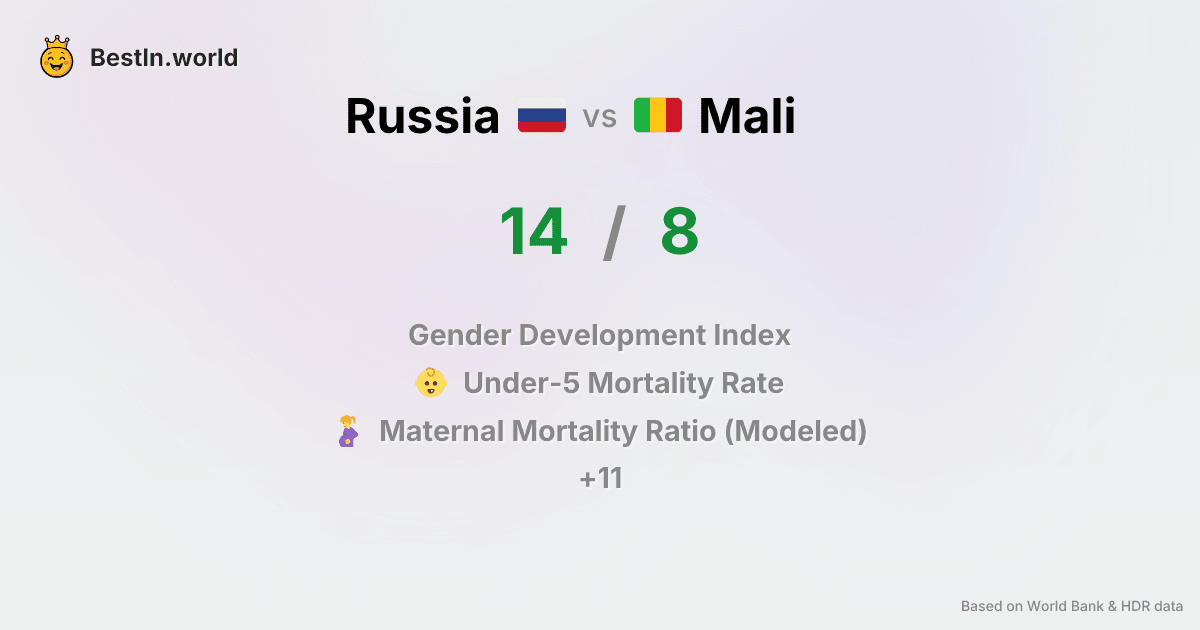 BestIn.world
Russia vs Mali
14 / 8
Gender Development Index
Under-5 Mortality Rate
Maternal Mortality Ratio (Modeled)
+11
Based on World Bank & HDR data